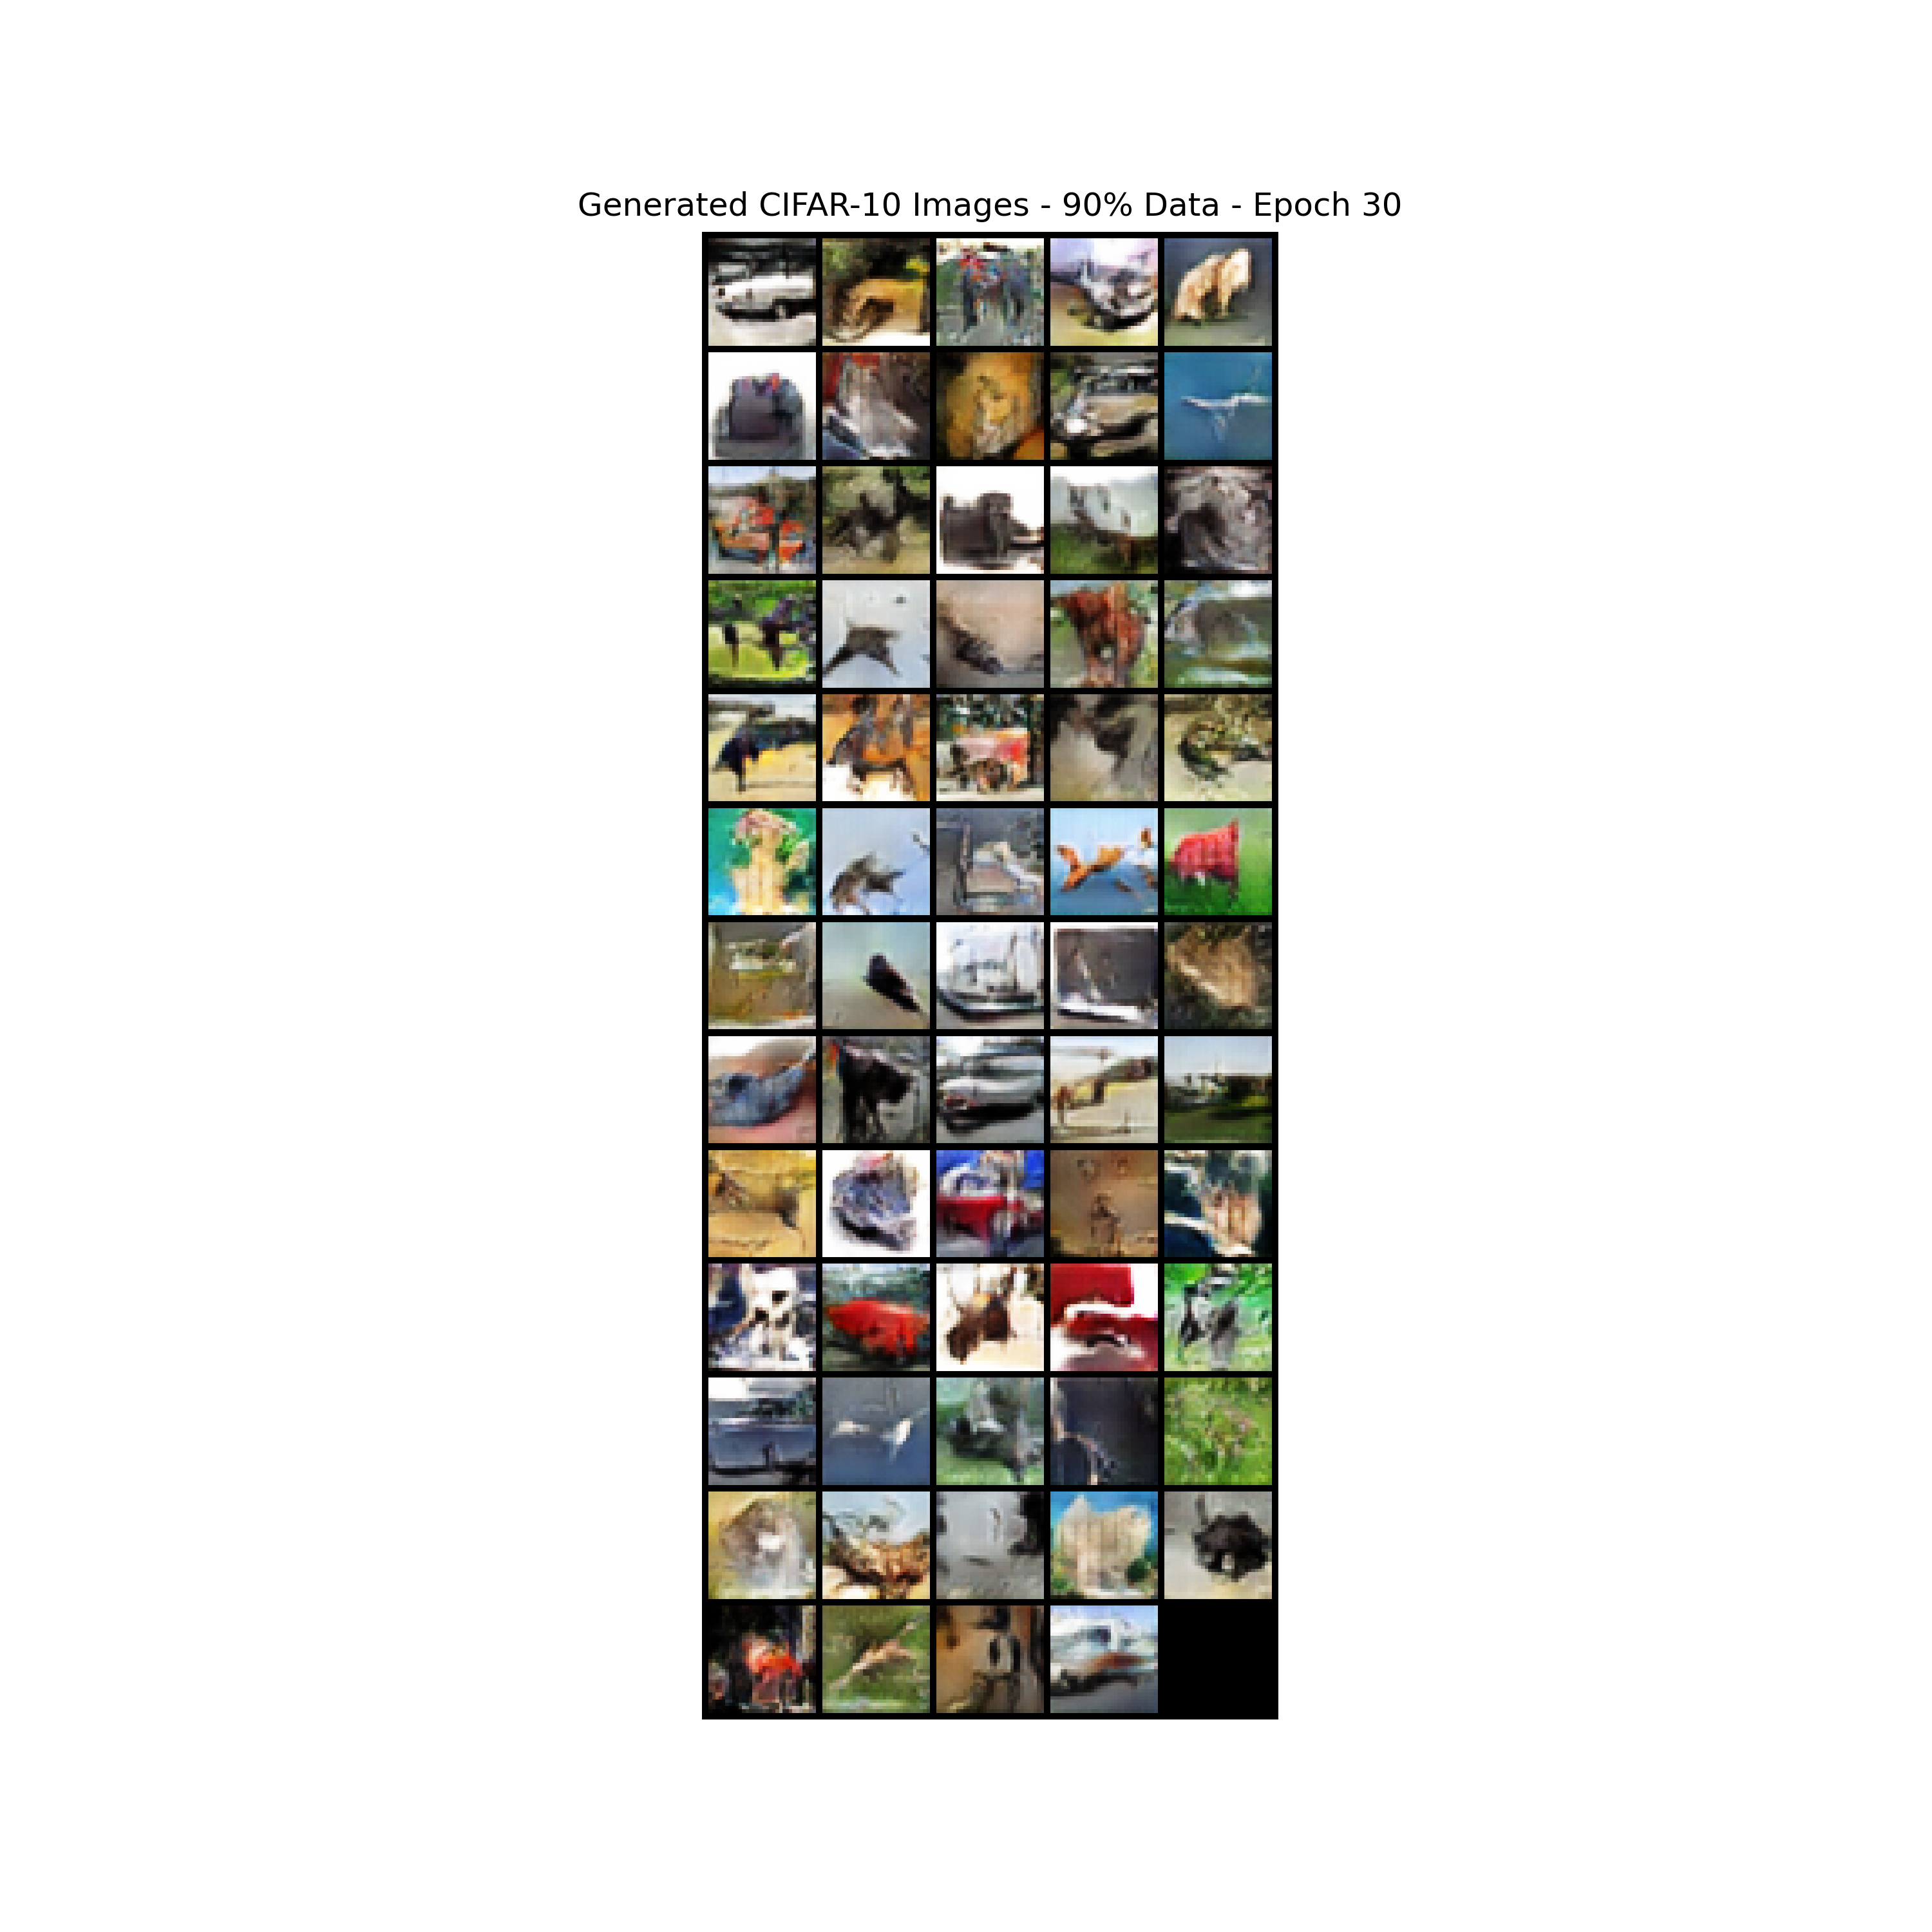 Generated CIFAR-10 Images - 90% Data - Epoch 30